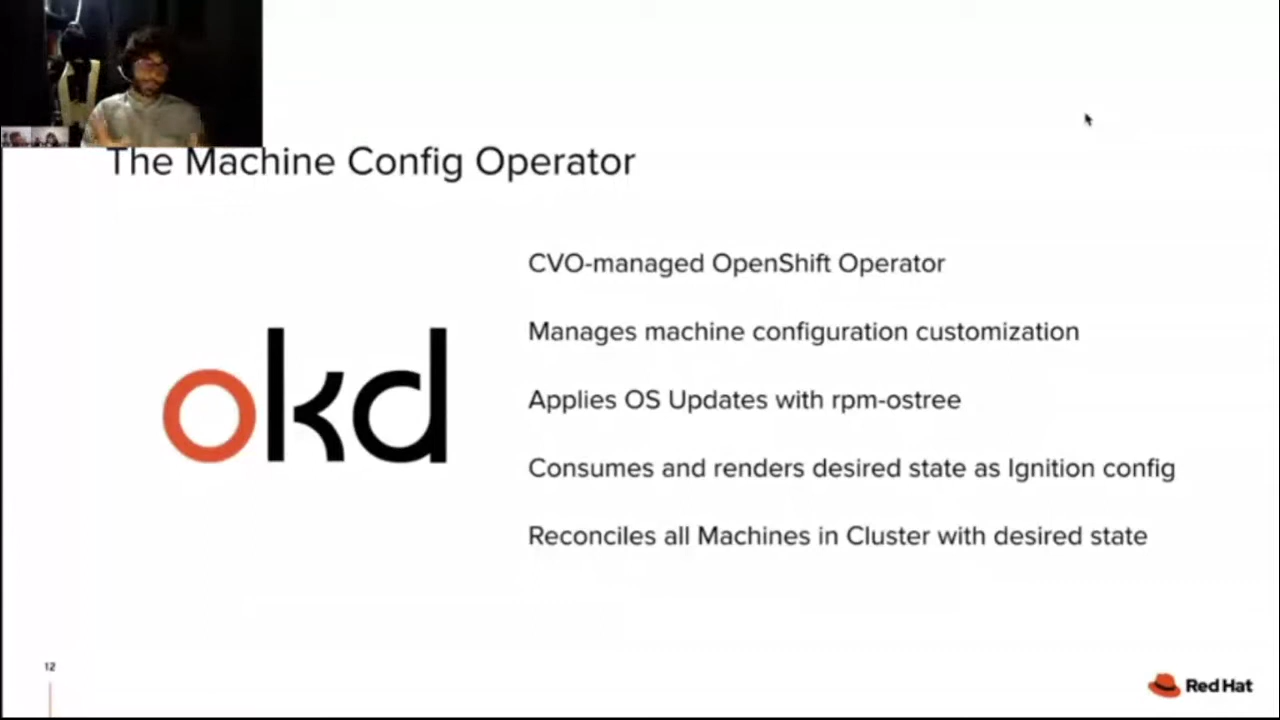 The Machine Config Operator
CVO-managed OpenShift Operator
Manages machine configuration customization
okd
Applies OS Updates with rpm-ostree
Consumes and renders desired state as Ignition config
Reconciles all Machines in Cluster with desired state
12
Red Hat